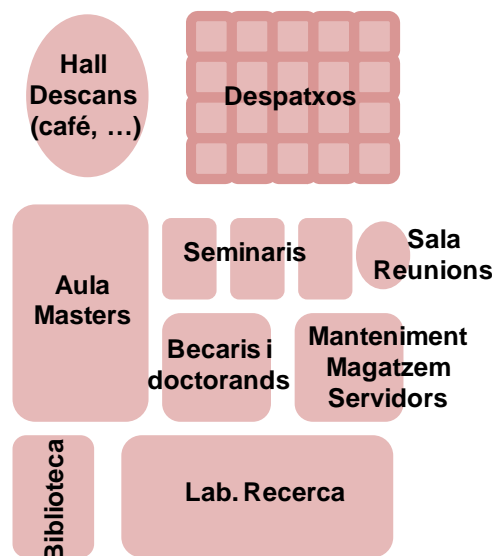 Hall
Descans
(café, ...)
Despatxos
Seminaris
Sala
Reunions
Aula
Masters
Becaris i
doctorands
Manteniment
Magatzem
Servidors
Biblioteca
Lab. Recerca